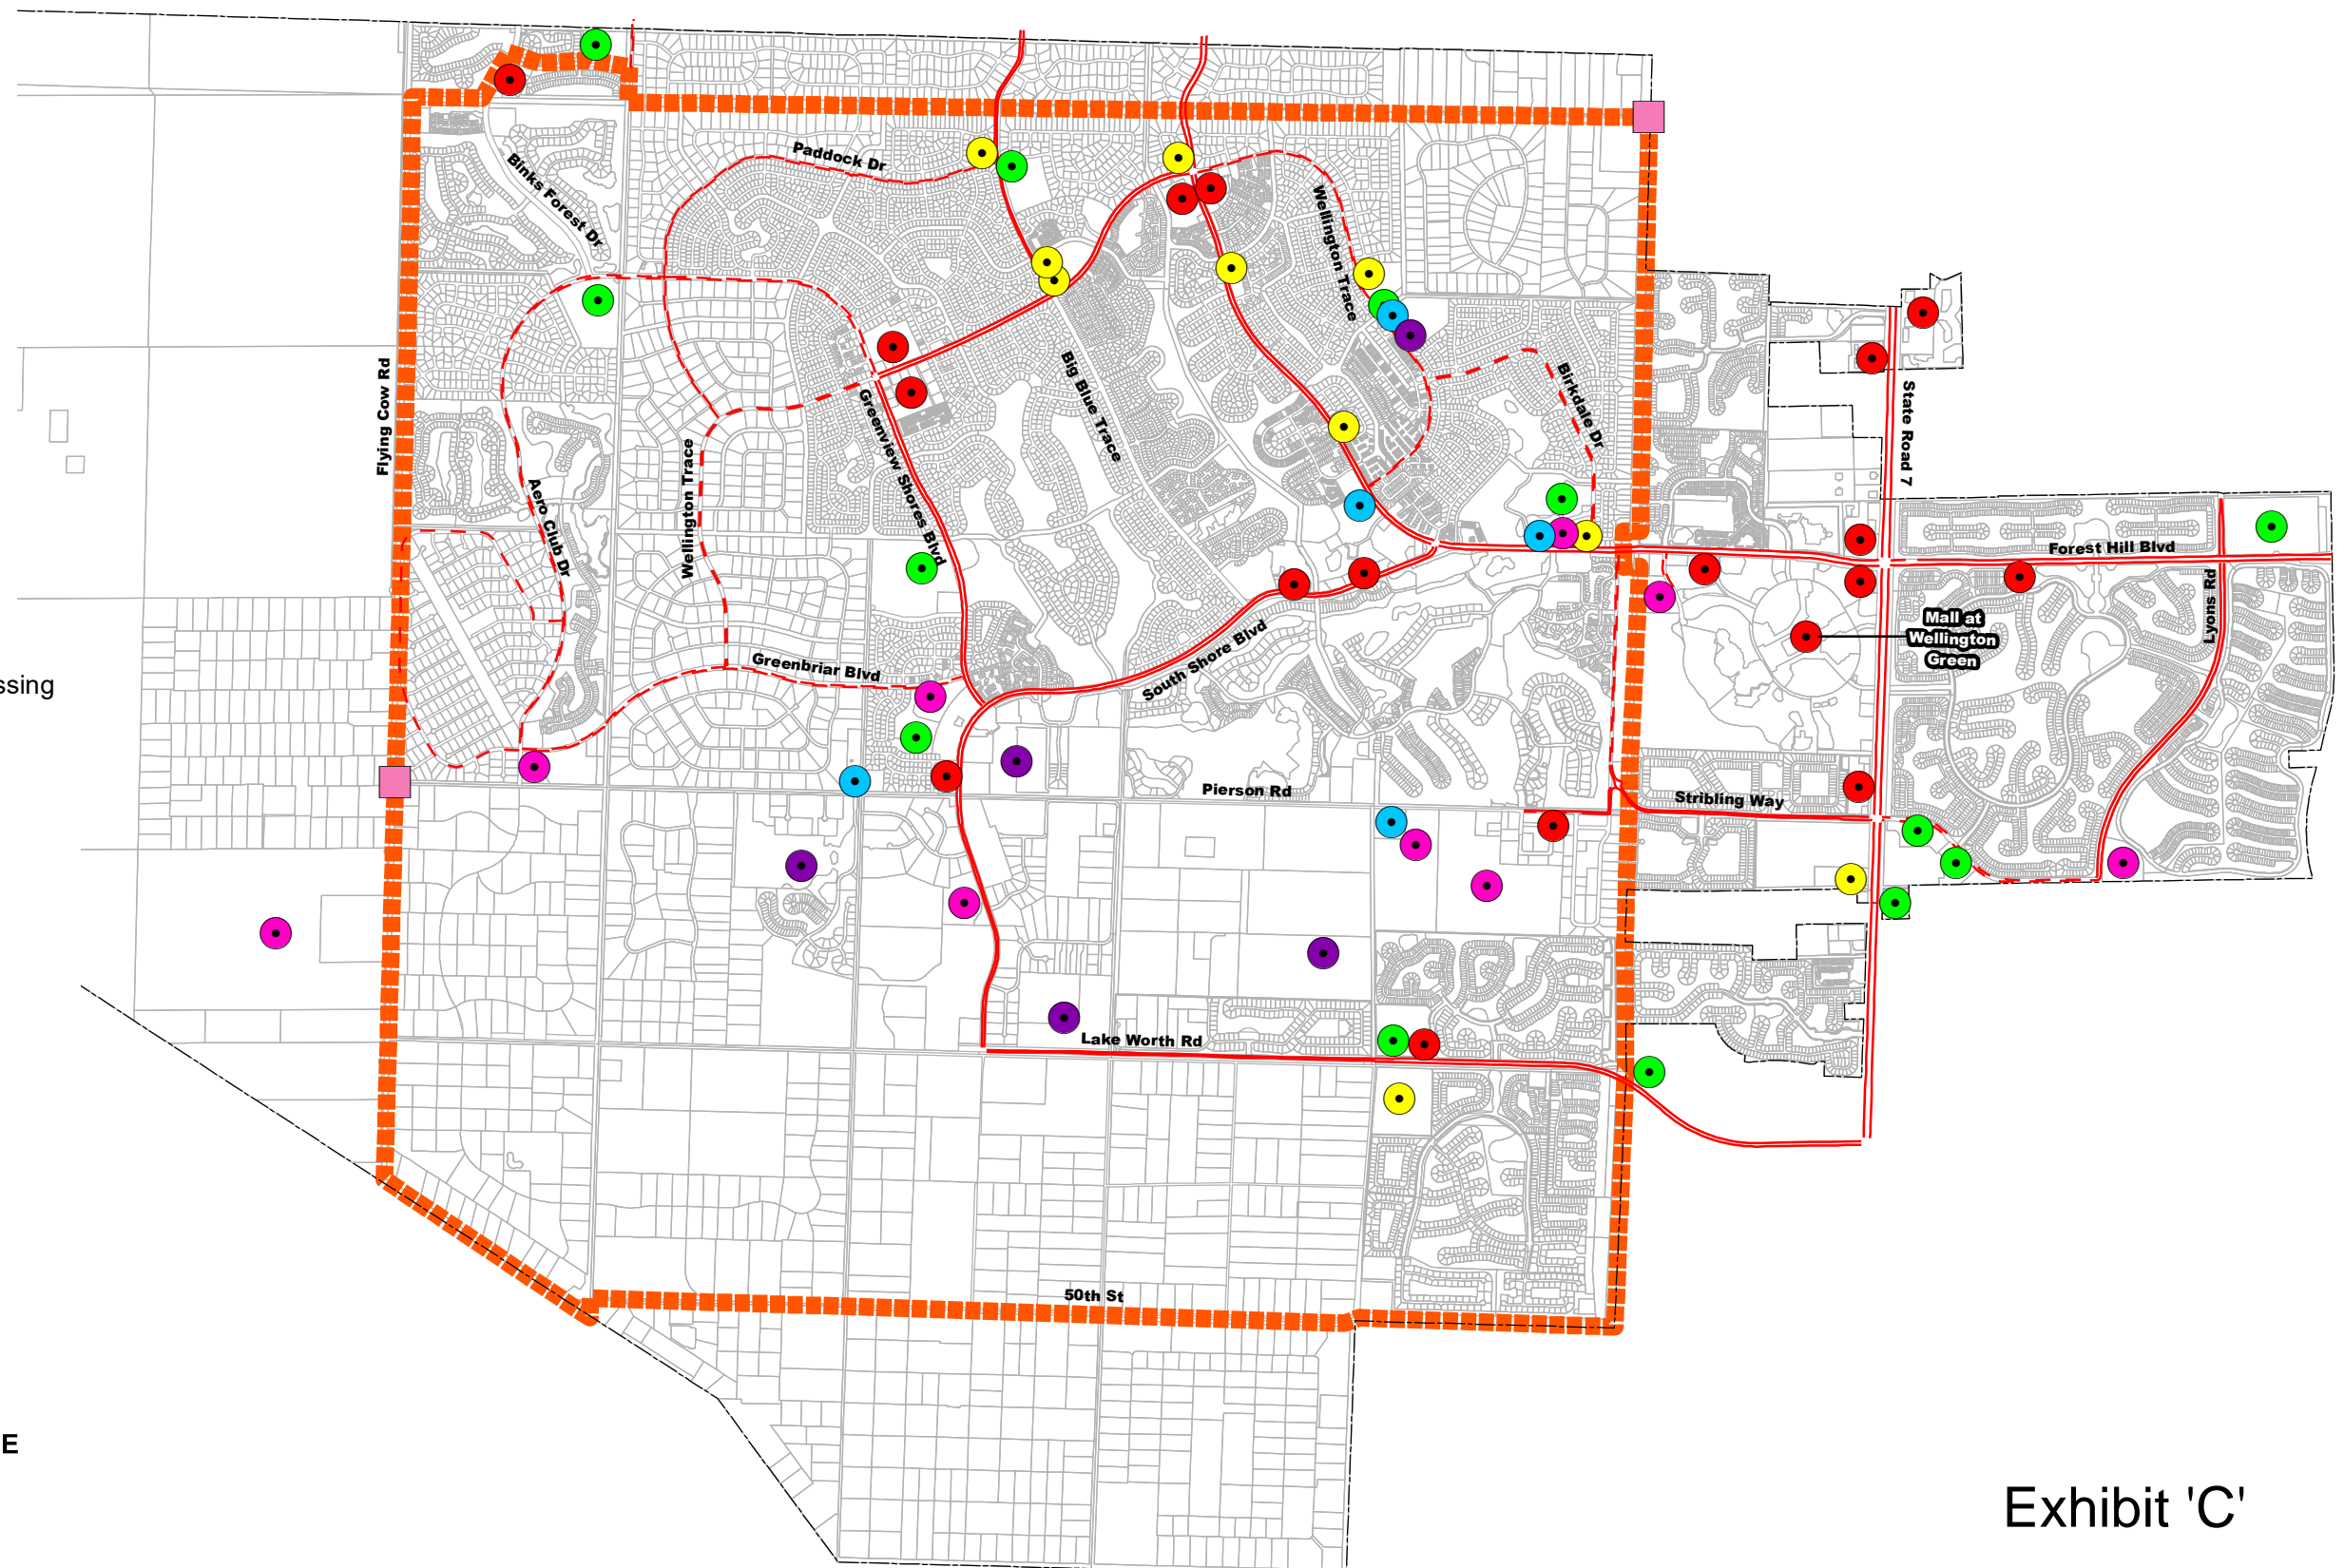 Paddock Dr
Binks Forest Dr
Wellington Trace
Flying Cow Rd
Big Blue Trace
Birkdale Dr
State Road 7
Greenview Shores Blvd
Wellington Trace
Aero Club Dr
Forest Hill Blvd
Lyons Rd
Mall at
Wellington
Green
South Shore Blvd
Greenbriar Blvd
ssing
Pierson Rd
Stribling Way
Lake Worth Rd
50th St
E
Exhibit 'C'